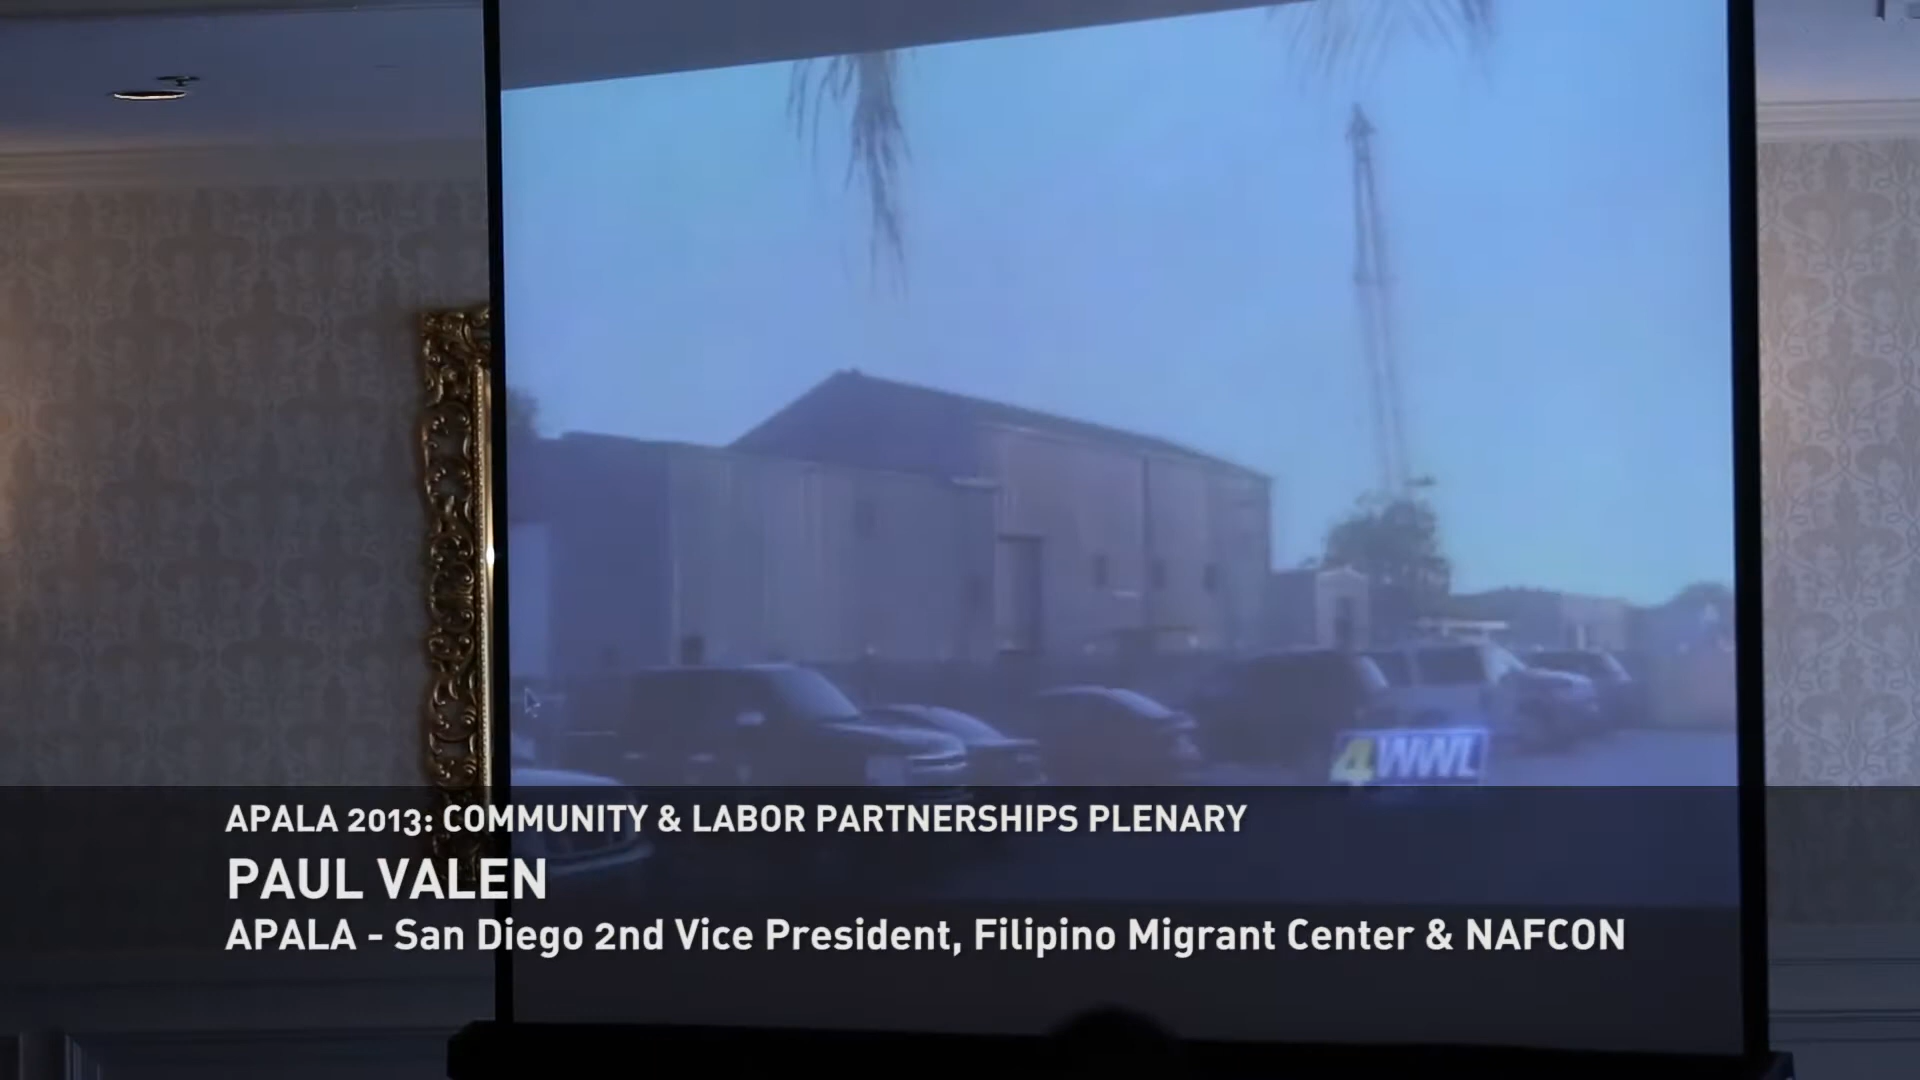 4WWL
APALA 2013: COMMUNITY & LABOR PARTNERSHIPS PLENARY
PAUL VALEN
APALA - San Diego 2nd Vice President, Filipino Migrant Center & NAFCON